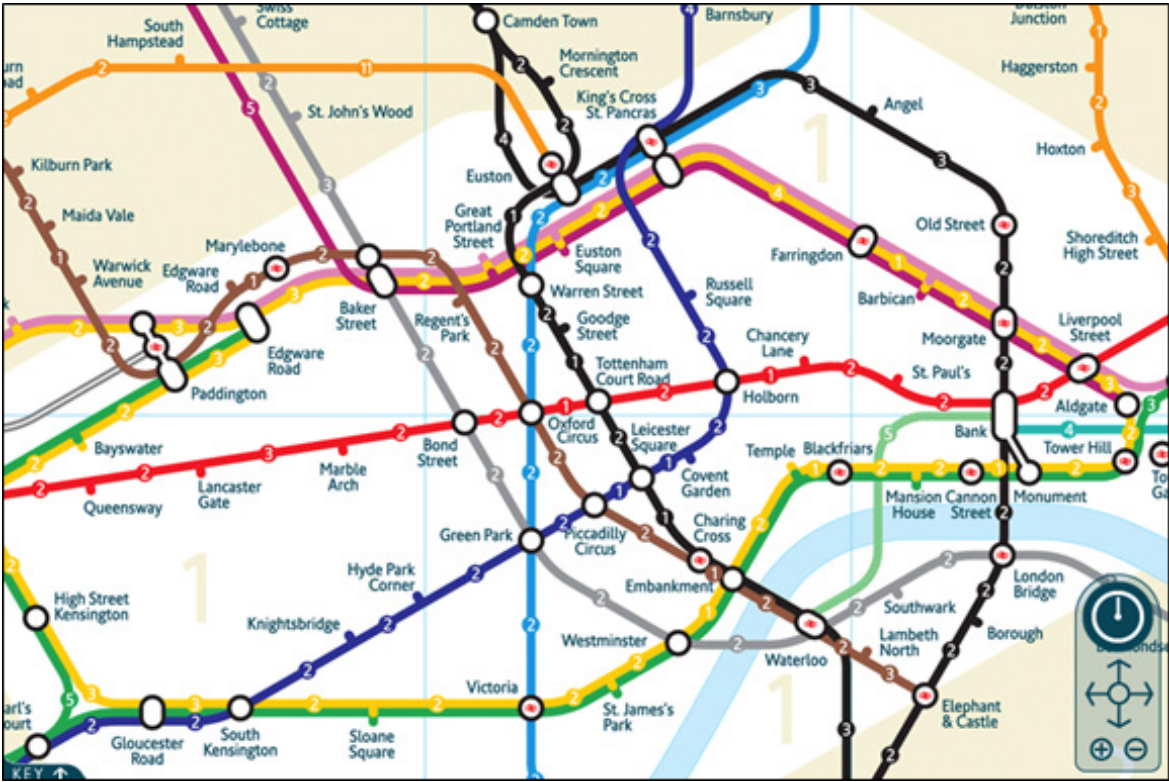 Swiss
Cottage
Camden Town
Barnsbury
Junction
South
Hampstead
Mornington
Crescent
Haggerston
King's Cross
St. Pancras
Angel
St. John's Wood
Hoxton
Kilburn Park
Euston
Maida Vale
Great
Portland
Street
Old Street
Shoreditch
High Street
Marylebone
Euston
Square
Farringdon
Warwick
Avenue
Edgware
Road
Russell
Square
Barbican
Baker
Street
Warren Street
Regent's
Park
Goodge
Street
Moorgate
Liverpool
Street
Chancery
Lane
Edgware
Road
Tottenham
Court Road
St. Paul's
Paddington
Holborn
Aldgate
Oxford
Circus
Leicester
Square
Bank
Bond
Street
Bayswater
Temple
Blackfriars
Tower Hill
Marble
Arch
Lancaster
Gate
Queensway
Covent
Garden
Mansion
House
Cannon
Street
Monument
Green Park
Piccadilly
Circus
Charing
Cross
Hyde Park
Corner
Embankment
London
Bridge
High Street
Kensington
Southwark
Knightsbridge
Westminster
Waterloo
Lambeth
North
Borough
Victoria
St. James's
Park
Elephant
& Castle
Gloucester
Road
South
Kensington
Sloane
Square
KEY
1
1
1